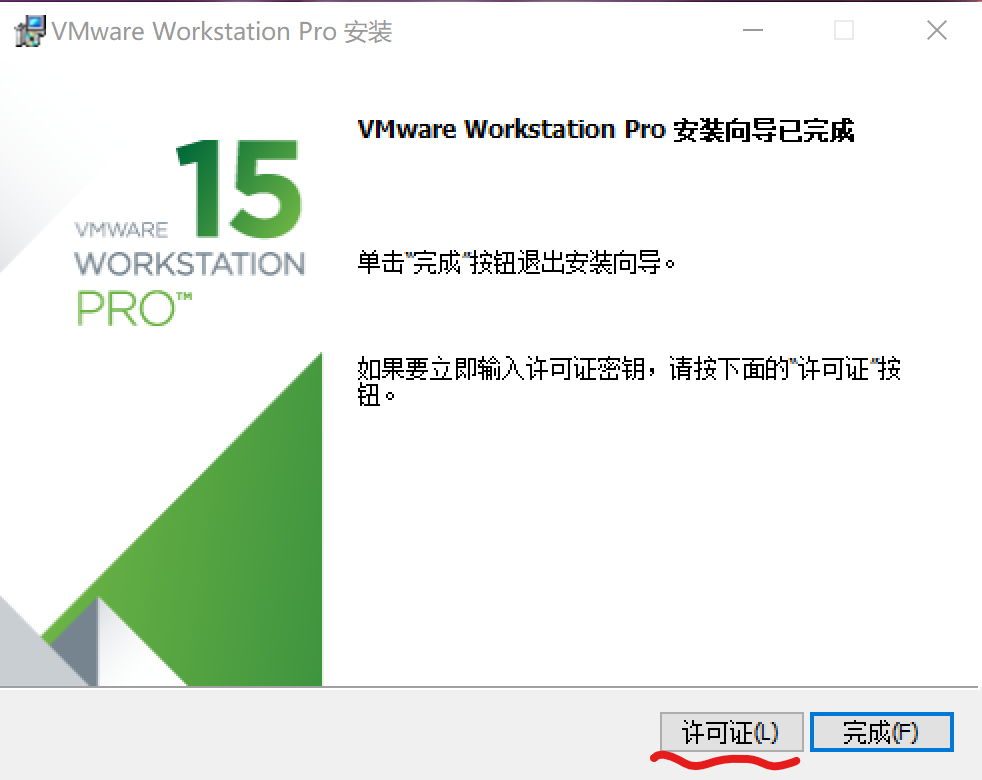 VMware Workstation Pro 安装
VMware Workstation Pro 安装向导已完成
15
VMWARE
WORKSTATION
PRO™
单击"完成"按钮退出安装向导。
如果要立即输入许可证密钥，请按下面的"许可证"按
钮。
许可证(L)
完成(F)